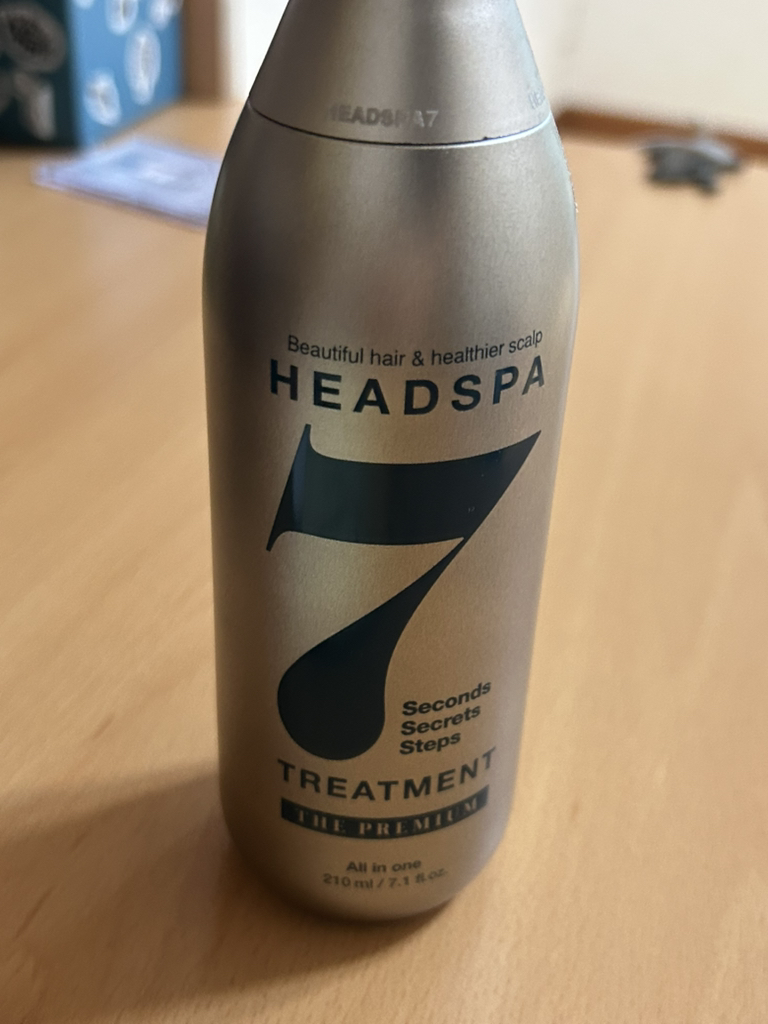 HEADSPA7
Beautiful hair & healthier scalp
HEADSPA
7
Seconds
Secrets
Steps
TREATMENT
THE PREMIUM
All in one
210 ml / 7.1 fl.oz.